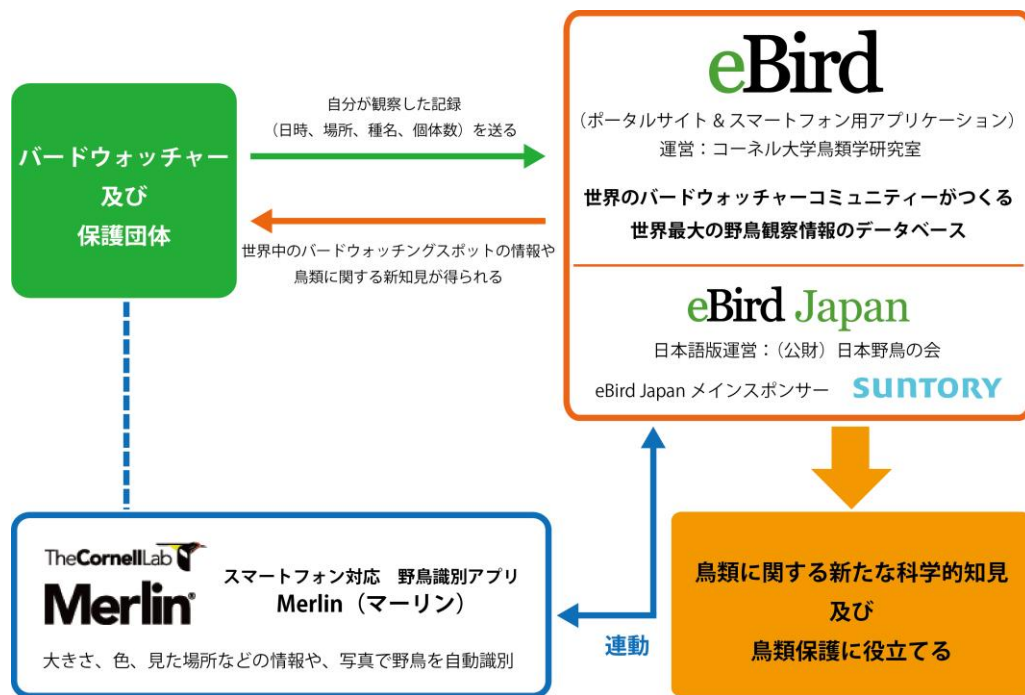 バードウォッチャー
及び
保護団体
自分が観察した記録
（日時、場所、種名、個体数）を送る
世界中のバードウォッチングスポットの情報や
鳥類に関する新知見が得られる
eBird
（ポータルサイト & スマートフォン用アプリケーション）
運営：コーネル大学鳥類学研究室
世界のバードウォッチャーコミュニティーがつくる
世界最大の野鳥観察情報のデータベース
eBird Japan
日本語版運営：（公財）日本野鳥の会
eBird Japan メインスポンサー SUNTORY
TheCornellLab
Merlin®
スマートフォン対応　野鳥識別アプリ
Merlin（マーリン）
大きさ、色、見た場所などの情報や、写真で野鳥を自動識別
連動
鳥類に関する新たな科学的知見
及び
鳥類保護に役立てる